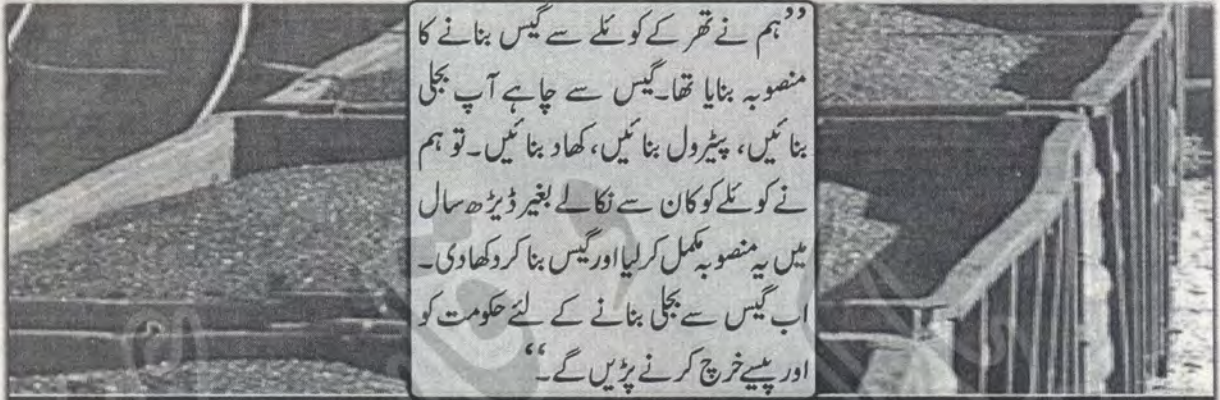 ”ہم نے تھر کے کوئلے سے گیس بنانے کا
منصوبہ بنایا تھا۔ گیس سے چاہے آپ بجلی
بنائیں، پیٹرول بنائیں، کھاد بنائیں۔ تو ہم
نے کوئلے کو کان سے نکالے بغیر ڈیڑھ سال
میں یہ منصوبہ مکمل کرلیا اور گیس بنا کر دکھادی۔
اب گیس سے بجلی بنانے کے لئے حکومت کو
اور پیسے خرچ کرنے پڑیں گے۔“